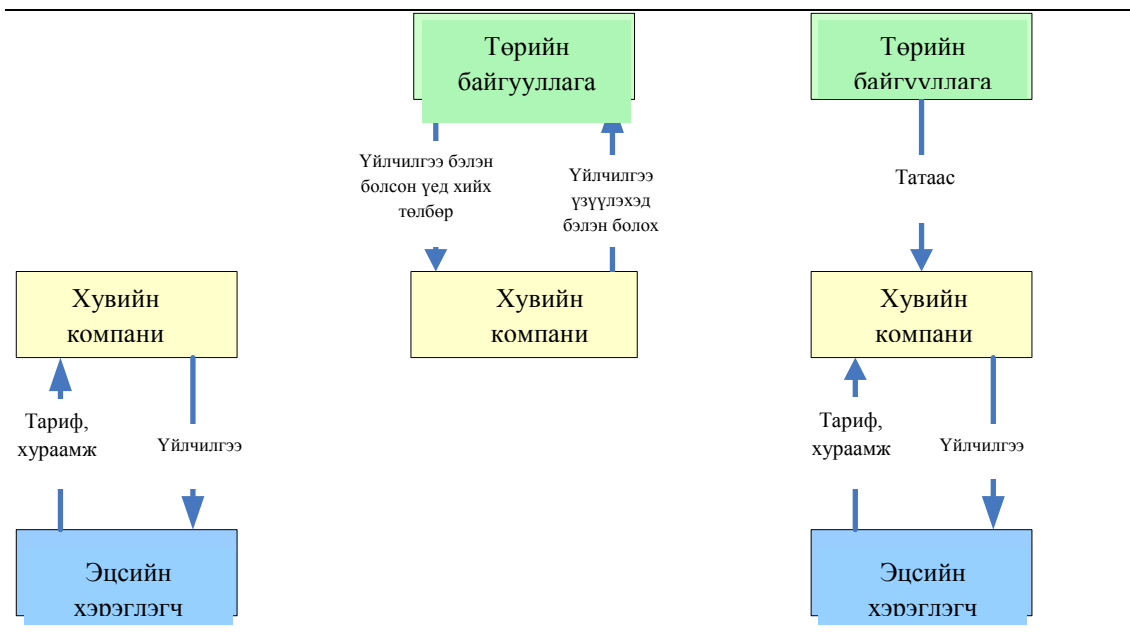 Төрийн
байгууллага
Төрийн
байгууллага
Үйлчилгээ бэлэн
болсон үед хийх
төлбөр
Үйлчилгээ
үзүүлэхэд
бэлэн болох
Татаас
Хувийн
компани
Хувийн
компани
Хувийн
компани
Тариф,
хураамж
Үйлчилгээ
Тариф,
хураамж
Үйлчилгээ
Эцсийн
хэрэглэгч
Эцсийн
хэрэглэгч